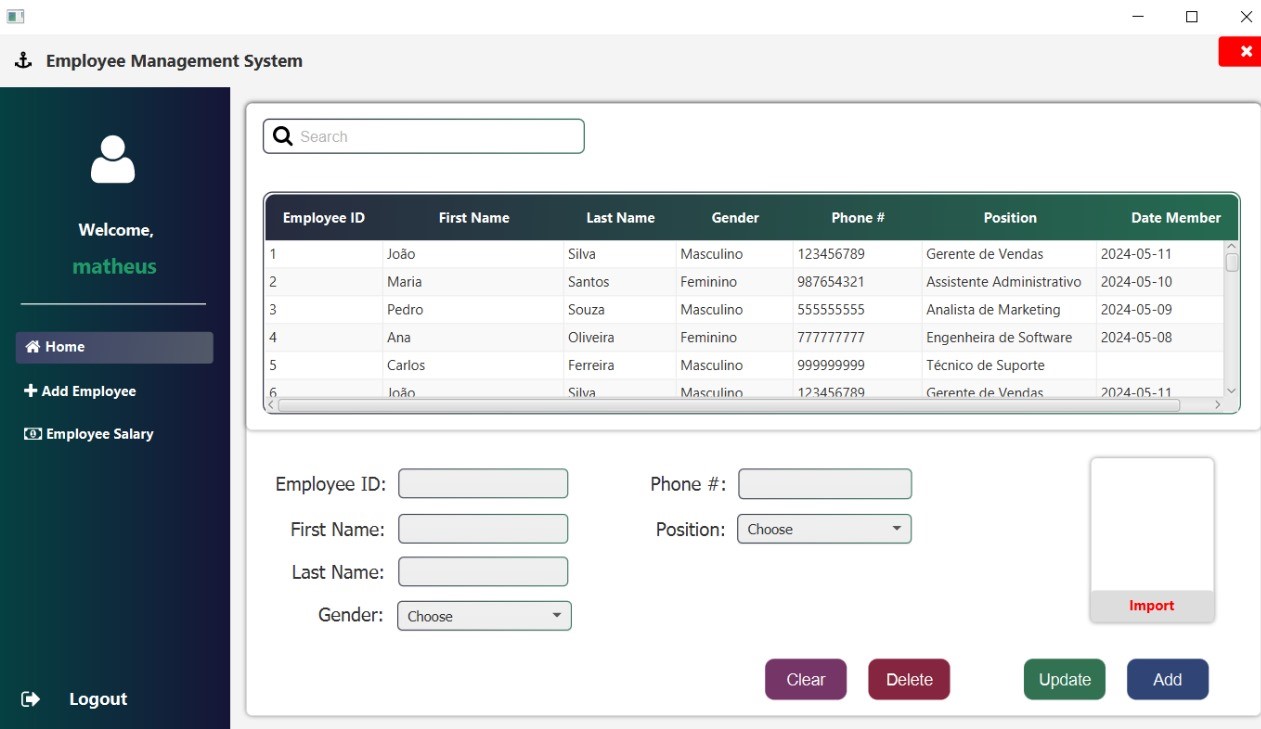 Employee Management System
Welcome,
matheus
Home
Add Employee
Employee Salary
Logout
Search
Employee ID First Name Last Name Gender Phone # Position Date Member
1 João Silva Masculino 123456789 Gerente de Vendas 2024-05-11
2 Maria Santos Feminino 987654321 Assistente Administrativo 2024-05-10
3 Pedro Souza Masculino 555555555 Analista de Marketing 2024-05-09
4 Ana Oliveira Feminino 777777777 Engenheira de Software 2024-05-08
5 Carlos Ferreira Masculino 999999999 Técnico de Suporte
6 João Silva Masculino 123456789 Gerente de Vendas 2024-05-11
Employee ID:
Phone #:
First Name:
Position: Choose
Last Name:
Gender: Choose
Import
Clear Delete Update Add